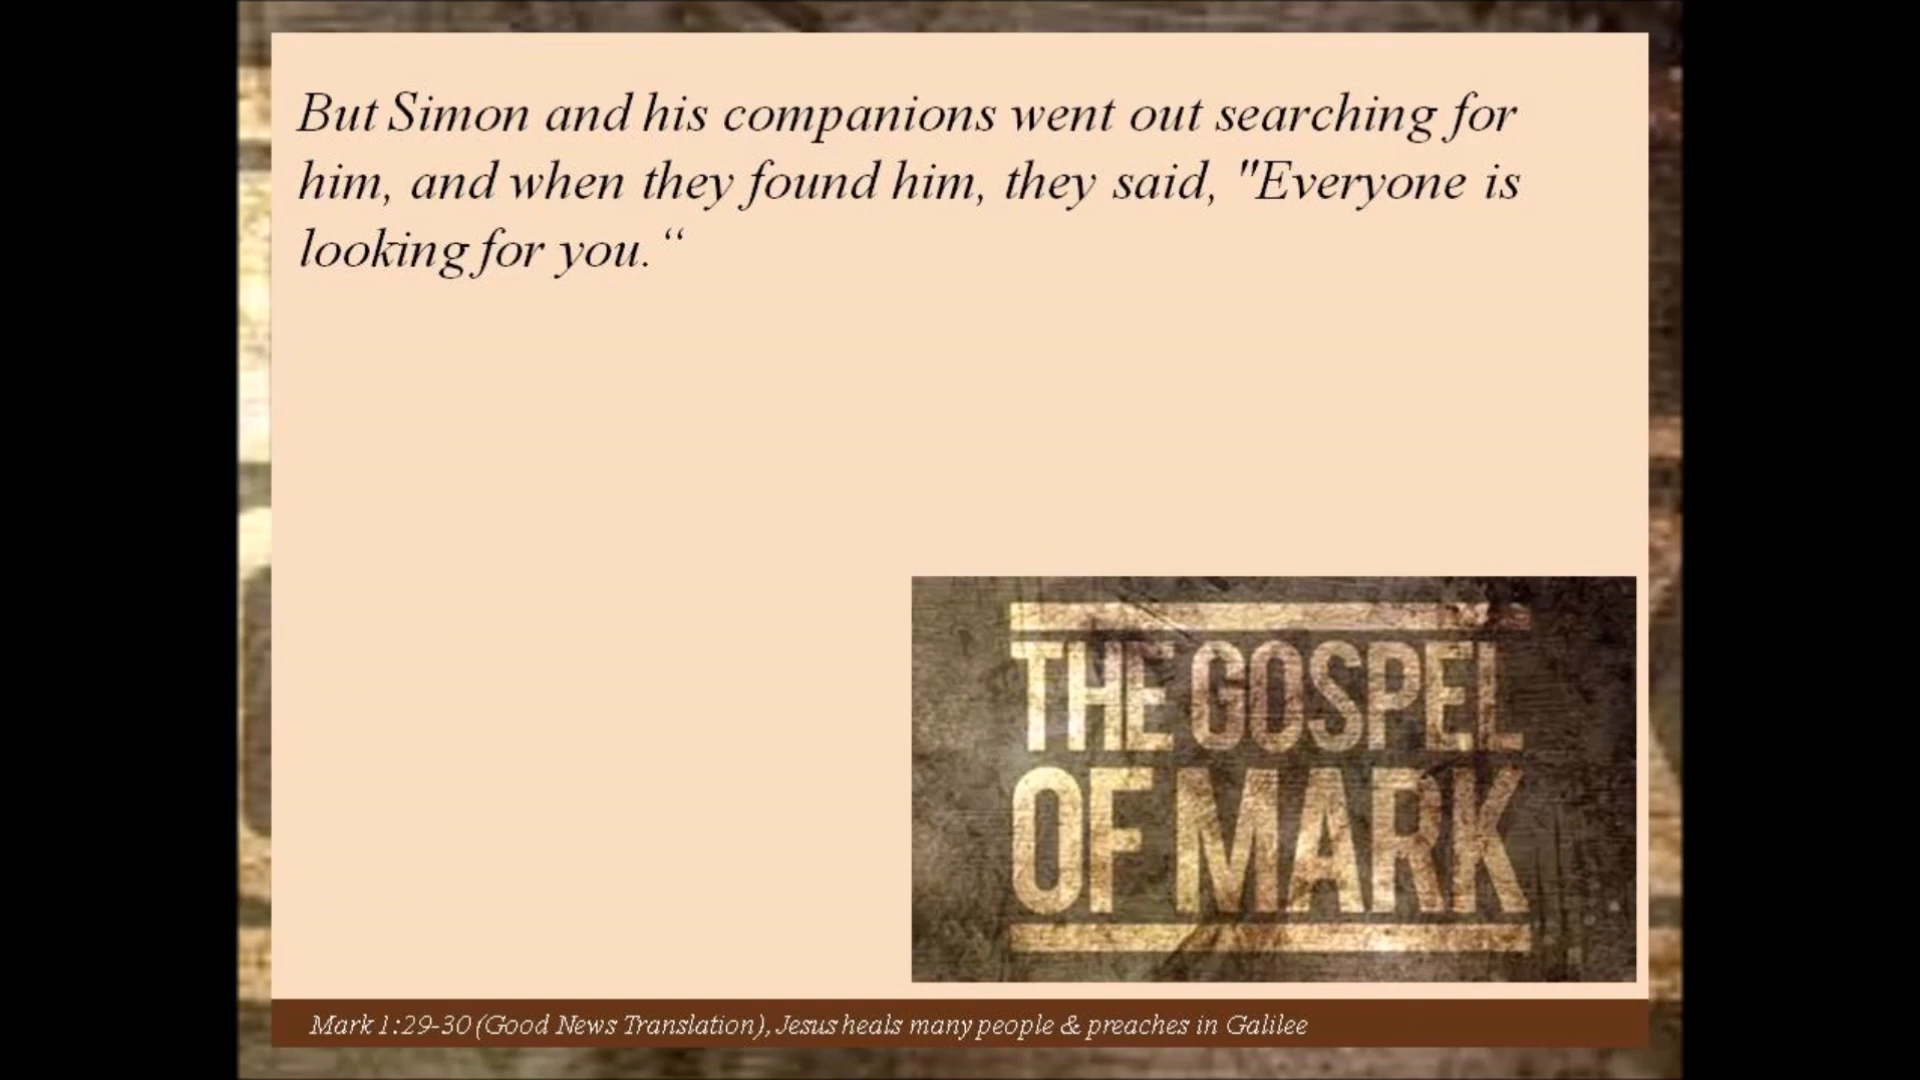 But Simon and his companions went out searching for
him, and when they found him, they said, "Everyone is
looking for you.“
THE GOSPEL
OF MARK
Mark 1:29-30 (Good News Translation), Jesus heals many people & preaches in Galilee